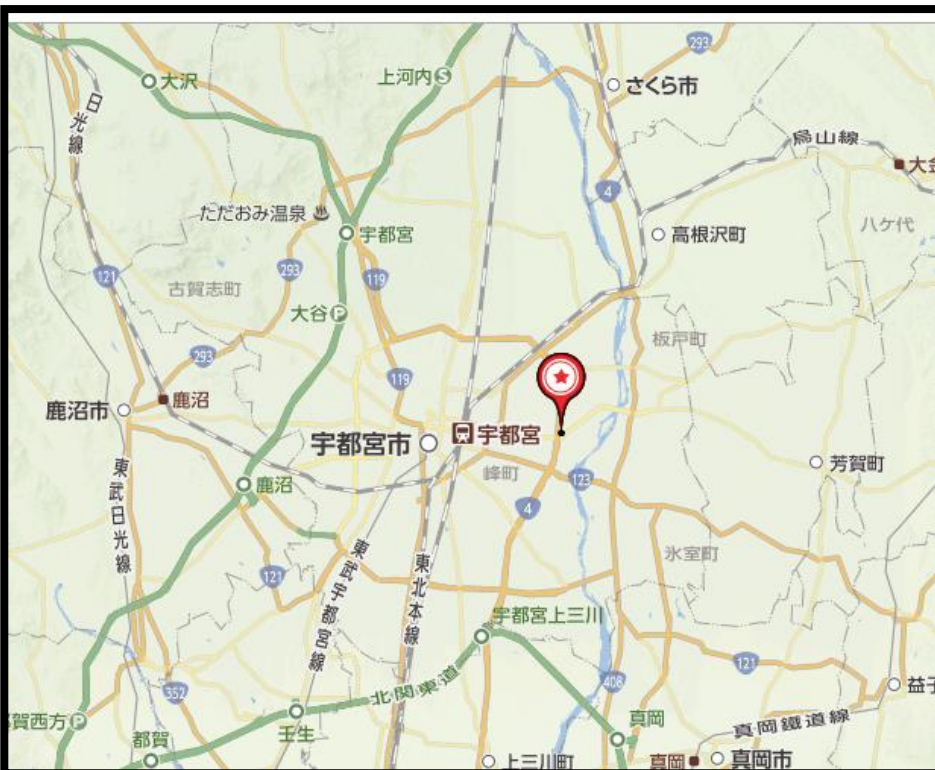 293
大沢
上河内 S
さくら市
日光線
烏山線
4
大金
ただおみ温泉
宇都宮
高根沢町
八ケ代
121
古賀志町
293
119
大谷 P
板戸町
293
119
鹿沼市
鹿沼
宇都宮市
宇都宮
峰町
芳賀町
鹿沼
123
4
東武日光線
東武宇都宮線
東北本線
氷室町
121
宇都宮上三川
121
352
北関東道
408
益子
都賀西方 P
壬生
真岡
真岡鐵道線
都賀
上三川町
真岡
真岡市